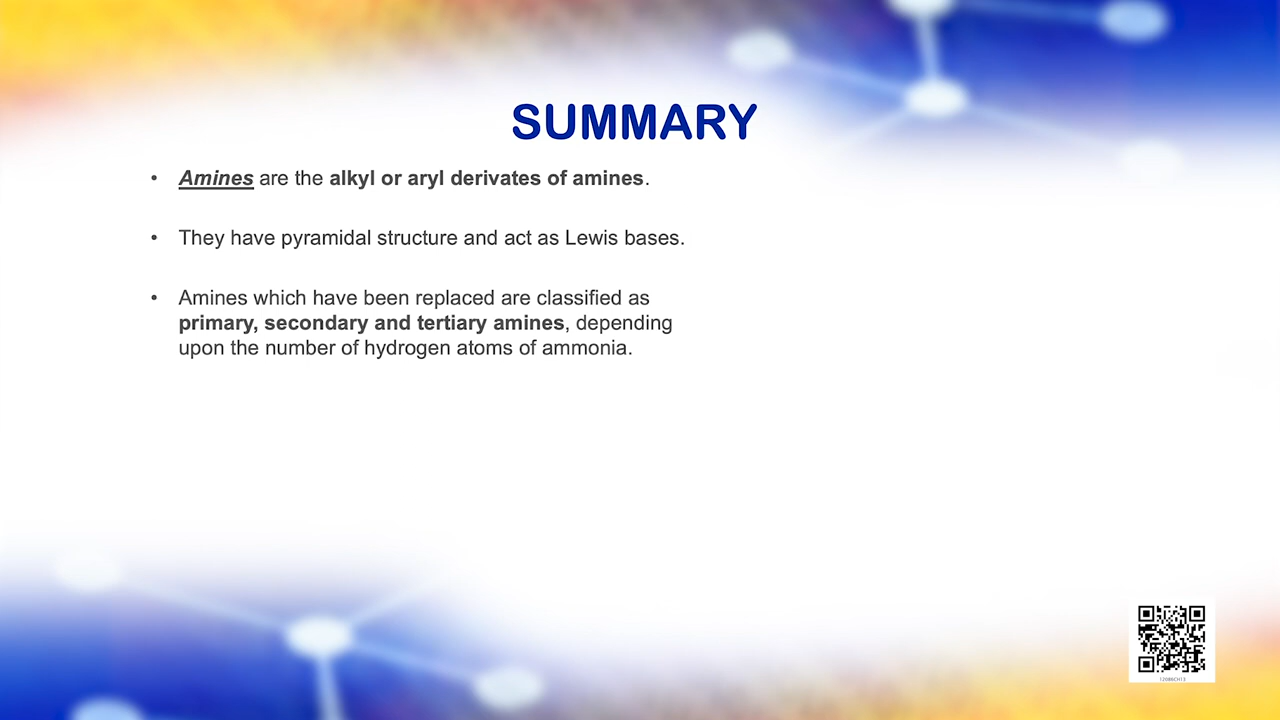 SUMMARY
• Amines are the alkyl or aryl derivates of amines.
• They have pyramidal structure and act as Lewis bases.
• Amines which have been replaced are classified as
primary, secondary and tertiary amines, depending
upon the number of hydrogen atoms of ammonia.